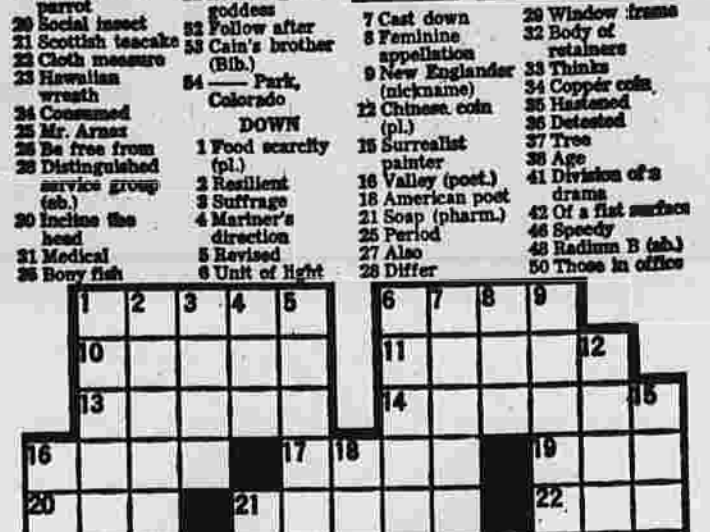 parrot
20 Social insect
21 Scottish teacake
22 Cloth measure
23 Hawaiian
wreath
24 Consumed
25 Mr. Arnaz
26 Be free from
28 Distinguished
service group
(ab.)
30 Incline the
head
31 Medical
35 Bony fish
goddess
52 Follow after
53 Cain's brother
(Bib.)
54 —— Park,
Colorado
DOWN
1 Food scarcity
(pl.)
2 Resilient
3 Suffrage
4 Mariner's
direction
5 Revised
6 Unit of light
7 Cast down
8 Feminine
appellation
9 New Englander
(nickname)
12 Chinese coin
(pl.)
15 Surrealist
painter
16 Valley (poet.)
18 American poet
21 Soap (pharm.)
25 Period
27 Also
28 Differ
29 Window frame
32 Body of
retainers
33 Thinks
34 Copper coin
35 Hastened
36 Detested
37 Tree
38 Age
41 Division of a
drama
42 Of a flat surface
46 Speedy
48 Radium B (ab.)
50 Those in office
1 2 3 4 5 6 7 8 9
10 11 12
13 14 15
16 17 18 19
20 21 22